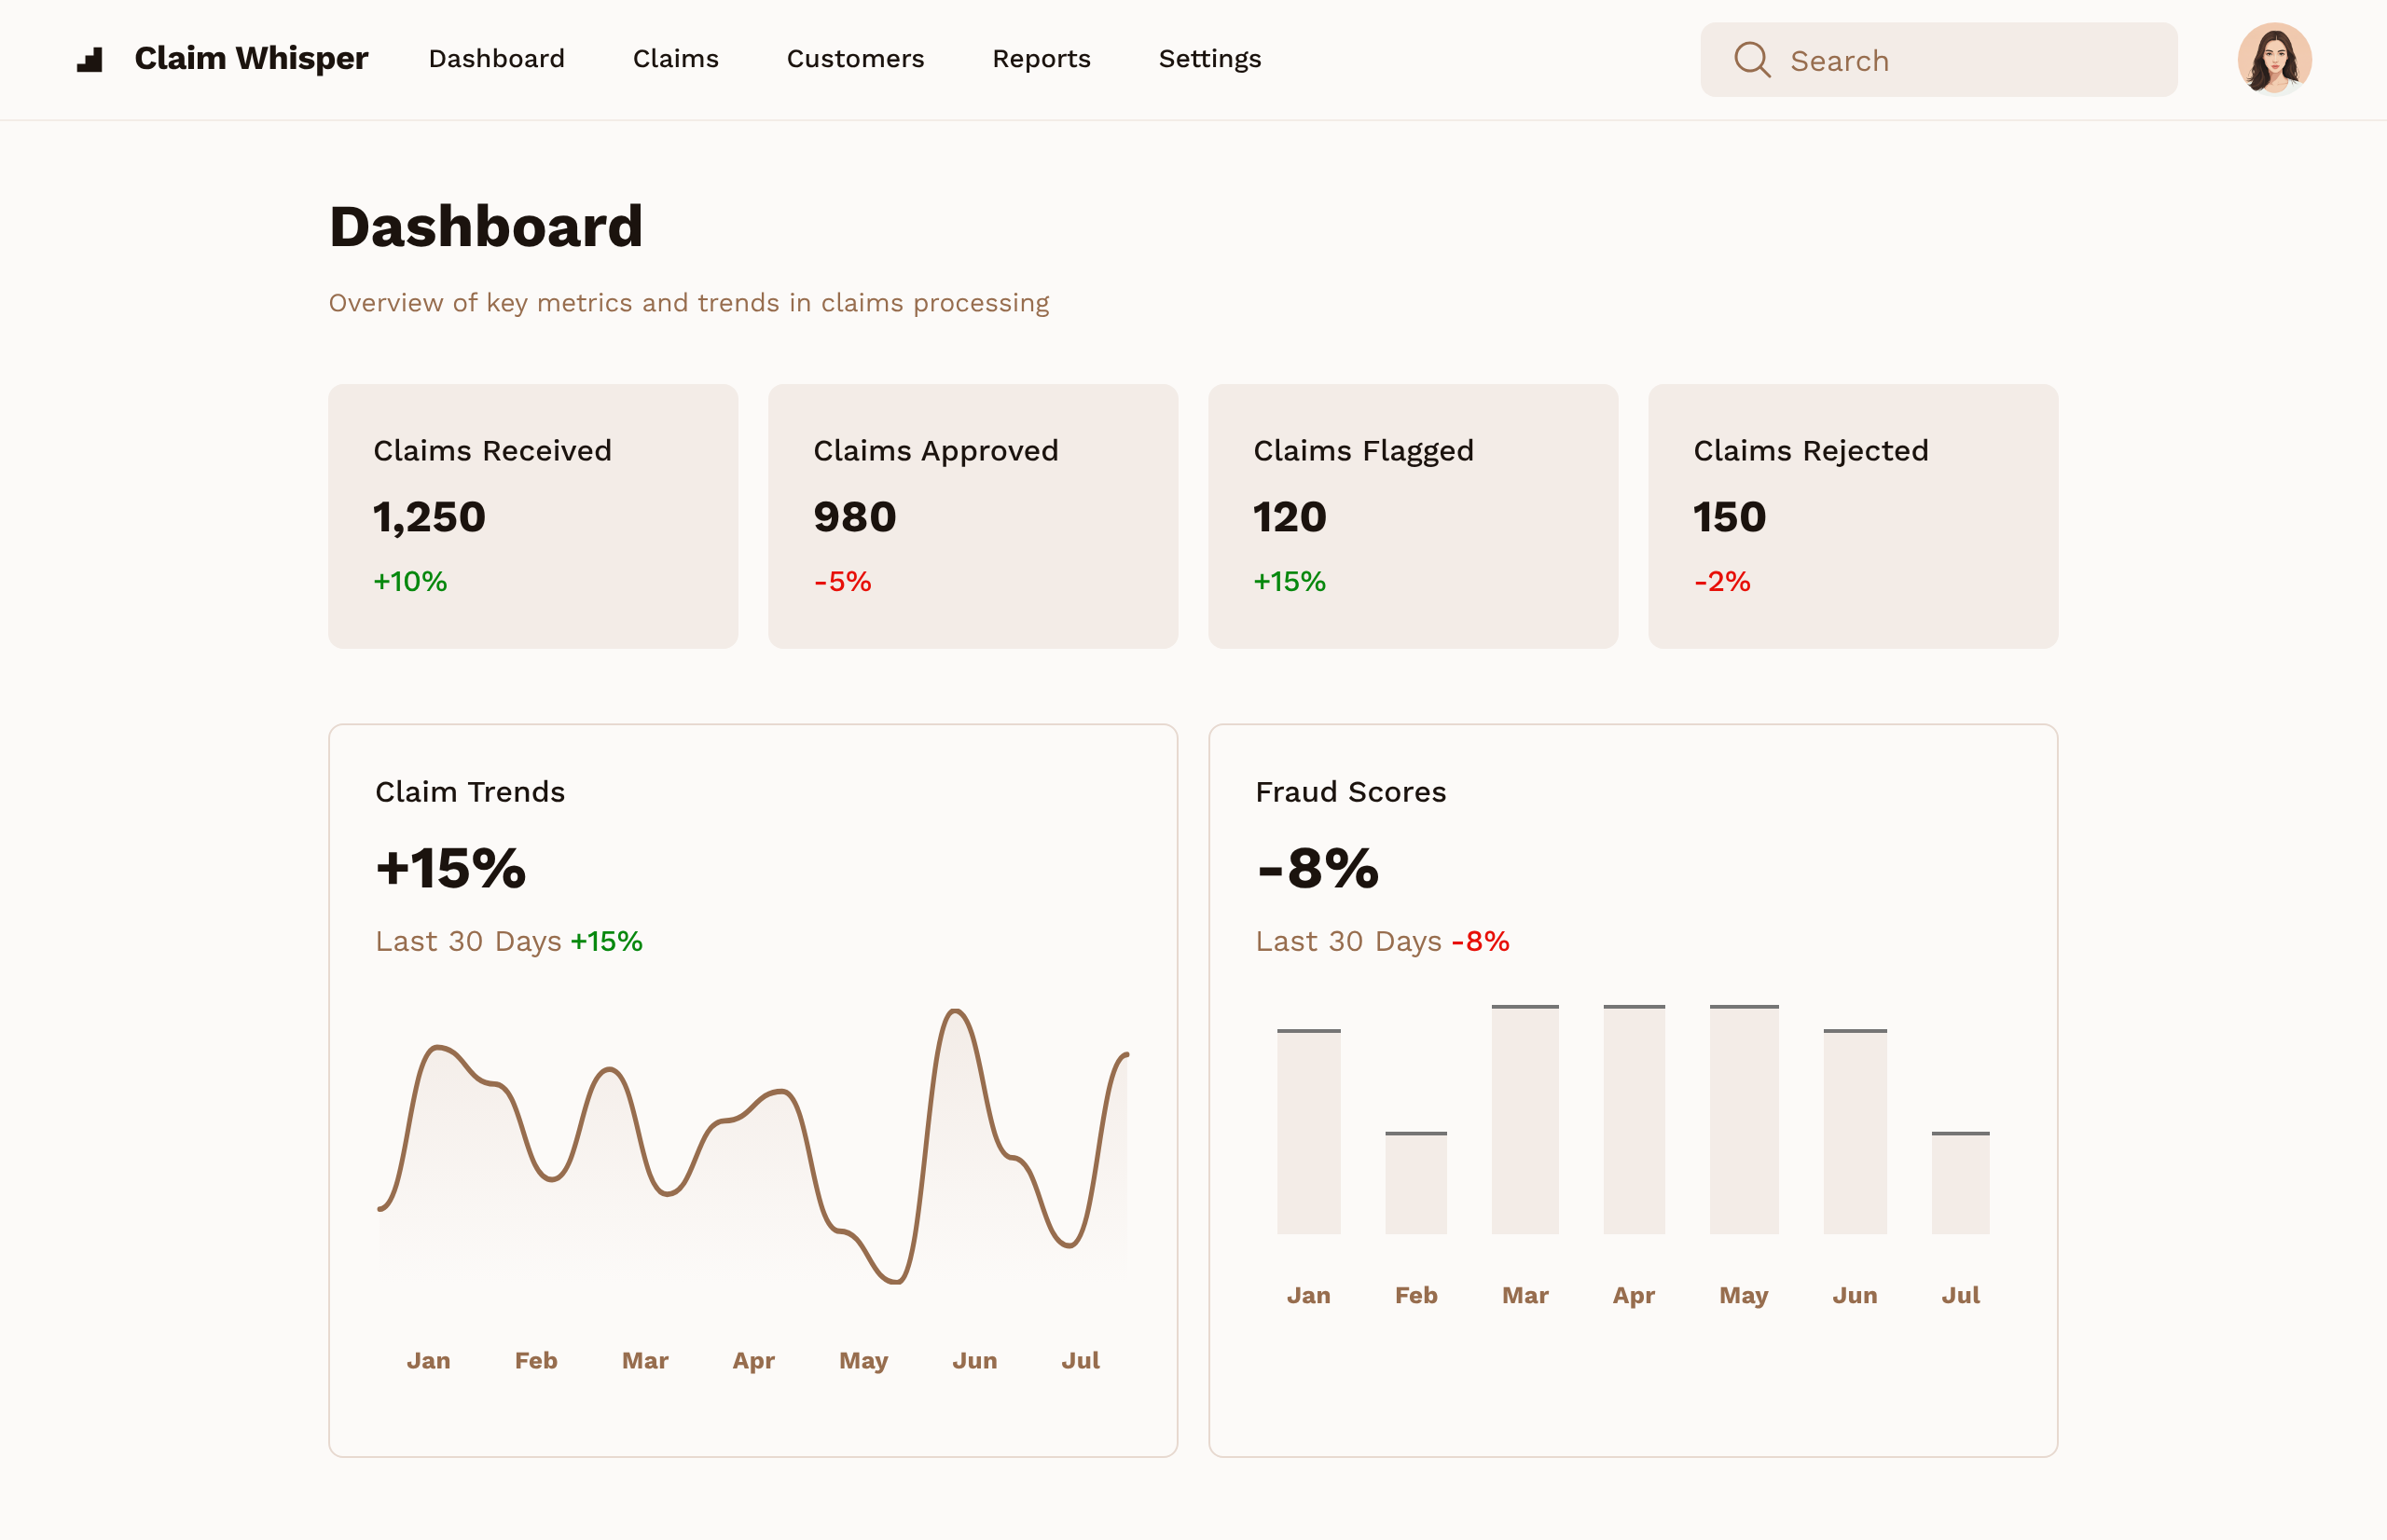 Claim Whisper Dashboard Claims Customers Reports Settings Search
Dashboard
Overview of key metrics and trends in claims processing
Claims Received
1,250
+10%
Claims Approved
980
-5%
Claims Flagged
120
+15%
Claims Rejected
150
-2%
Claim Trends
+15%
Last 30 Days +15%
Jan Feb Mar Apr May Jun Jul
Fraud Scores
-8%
Last 30 Days -8%
Jan Feb Mar Apr May Jun Jul